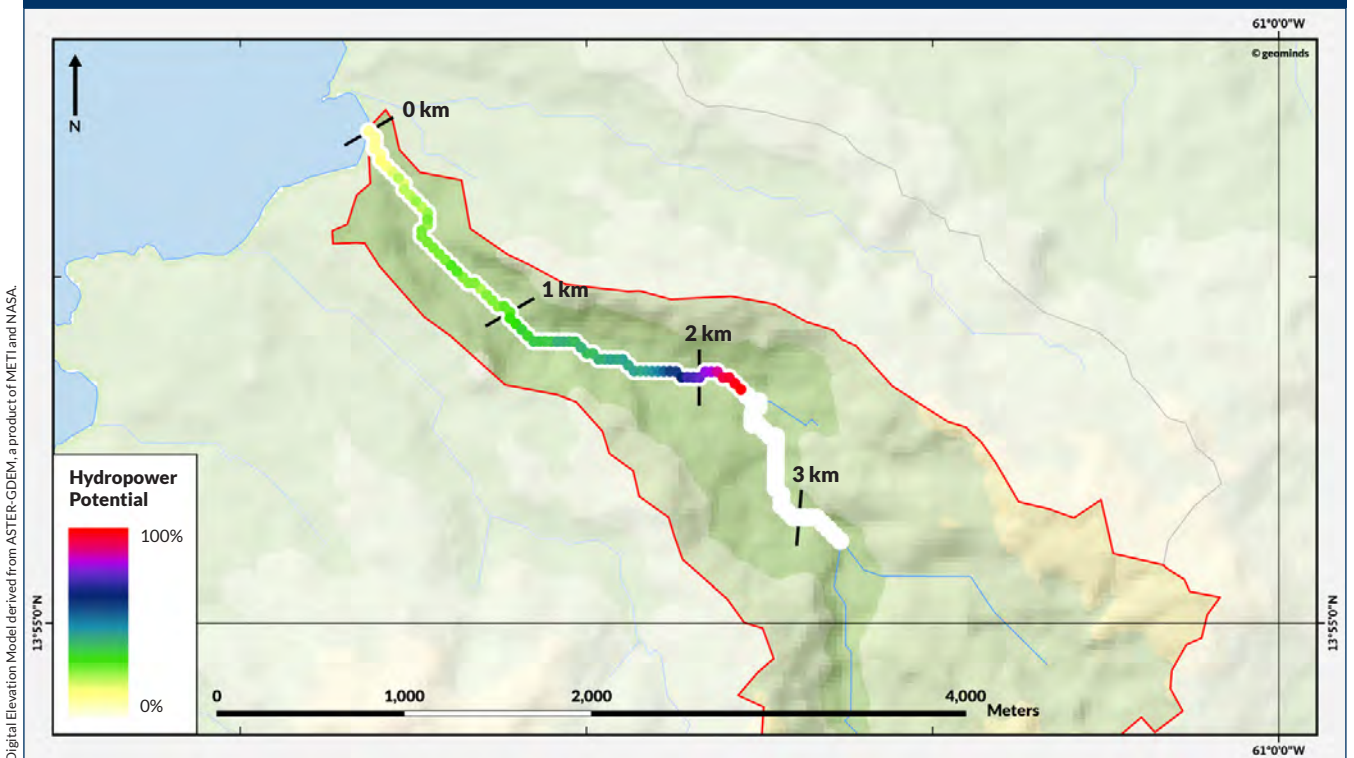 61°0'0"W
© geominds
N
0 km
1 km
2 km
3 km
Hydropower
Potential
100%
0%
0
1,000
2,000
4,000
Meters
13°55'0"N
13°55'0"N
61°0'0"W
Digital Elevation Model derived from ASTER-GDEM, a product of METI and NASA.